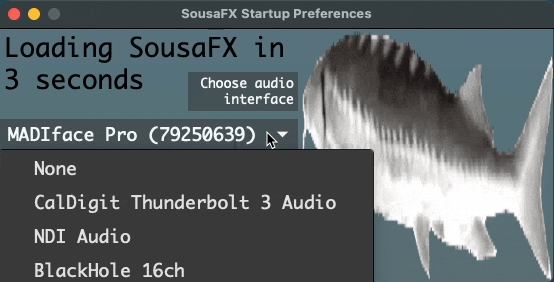 SousaFX Startup Preferences
Loading SousaFX in
3 seconds
Choose audio
interface
MADIface Pro (79250639)
None
CalDigit Thunderbolt 3 Audio
NDI Audio
BlackHole 16ch